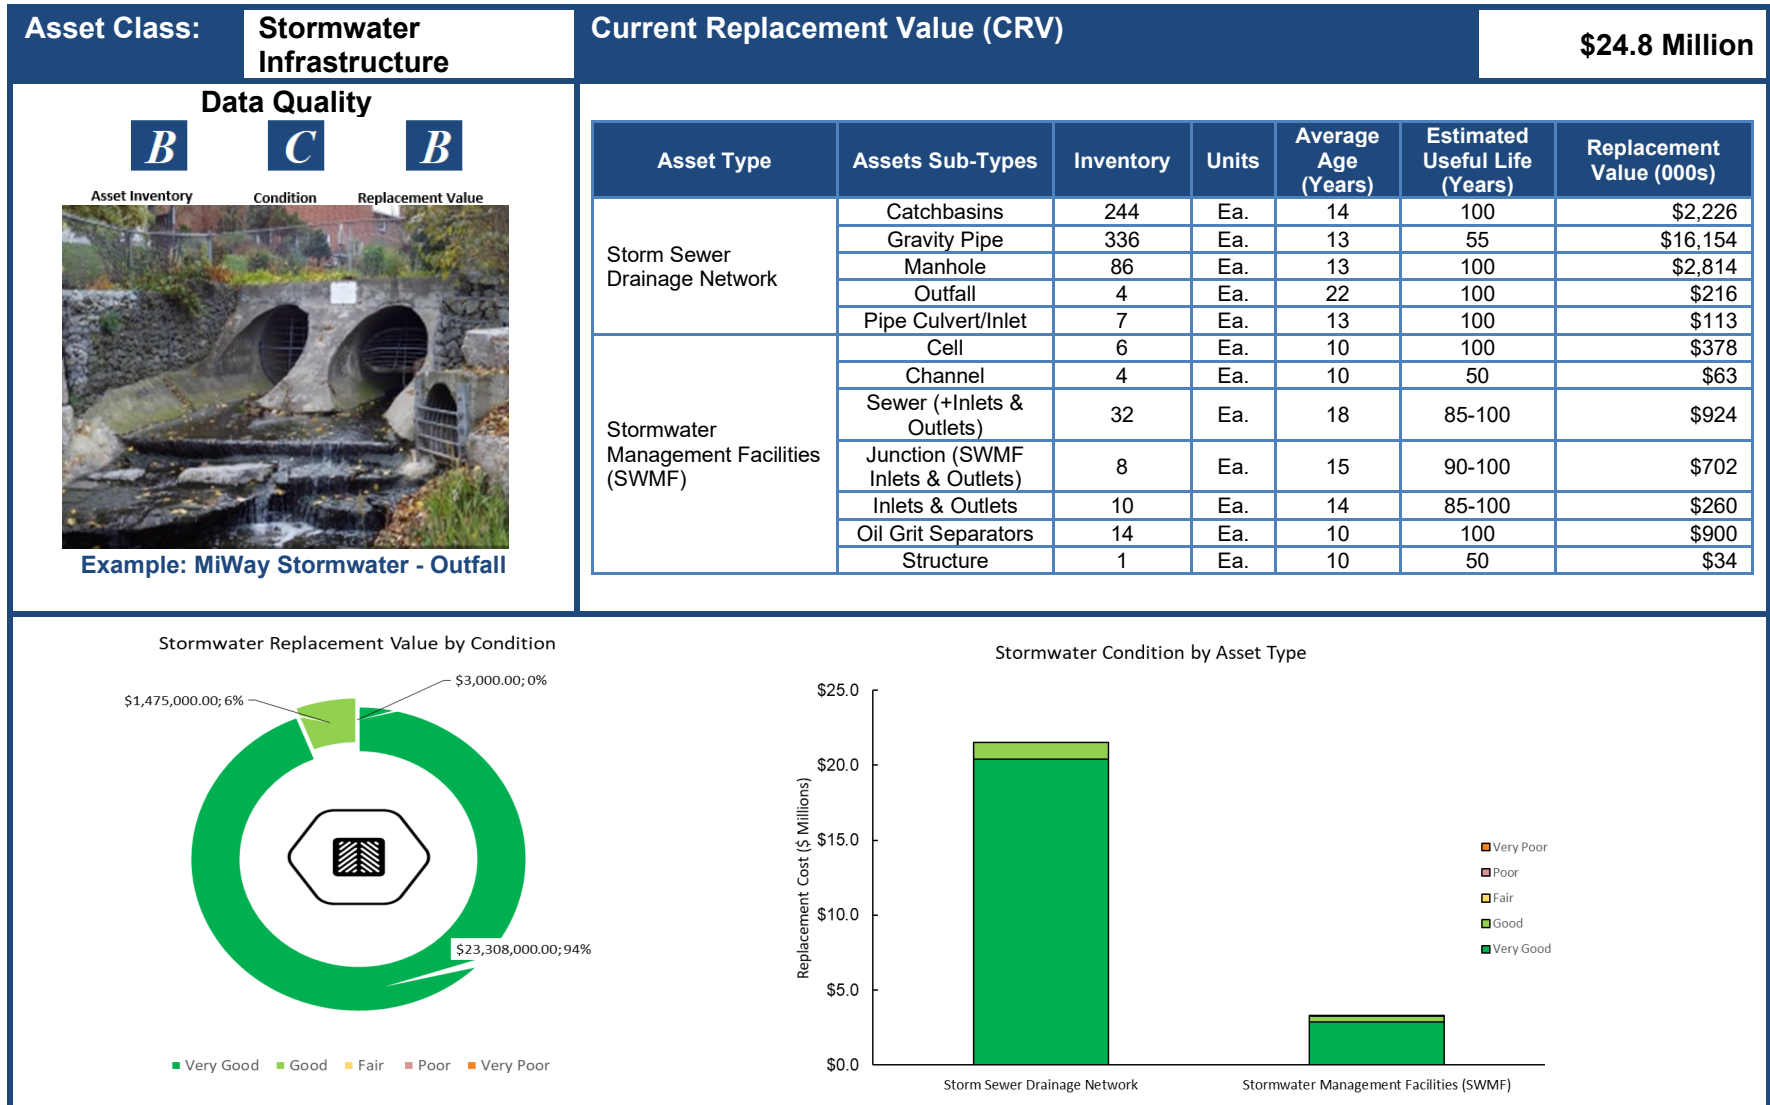 Asset Class:
Stormwater
Infrastructure
Current Replacement Value (CRV)
$24.8 Million
Data Quality
B C B
Asset Inventory Condition Replacement Value
Example: MiWay Stormwater - Outfall
Asset Type Assets Sub-Types Inventory Units Average Age (Years) Estimated Useful Life (Years) Replacement Value (000s)
Storm Sewer Drainage Network
Catchbasins 244 Ea. 14 100 $2,226
Gravity Pipe 336 Ea. 13 55 $16,154
Manhole 86 Ea. 13 100 $2,814
Outfall 4 Ea. 22 100 $216
Pipe Culvert/Inlet 7 Ea. 13 100 $113
Stormwater Management Facilities (SWMF)
Cell 6 Ea. 10 100 $378
Channel 4 Ea. 10 50 $63
Sewer (+Inlets & Outlets) 32 Ea. 18 85-100 $924
Junction (SWMF Inlets & Outlets) 8 Ea. 15 90-100 $702
Inlets & Outlets 10 Ea. 14 85-100 $260
Oil Grit Separators 14 Ea. 10 100 $900
Structure 1 Ea. 10 50 $34
Stormwater Replacement Value by Condition
$3,000.00; 0%
$1,475,000.00; 6%
$23,308,000.00; 94%
Very Good Good Fair Poor Very Poor
Stormwater Condition by Asset Type
Replacement Cost ($ Millions)
$25.0
$20.0
$15.0
$10.0
$5.0
$0.0
Storm Sewer Drainage Network Stormwater Management Facilities (SWMF)
Very Poor
Poor
Fair
Good
Very Good